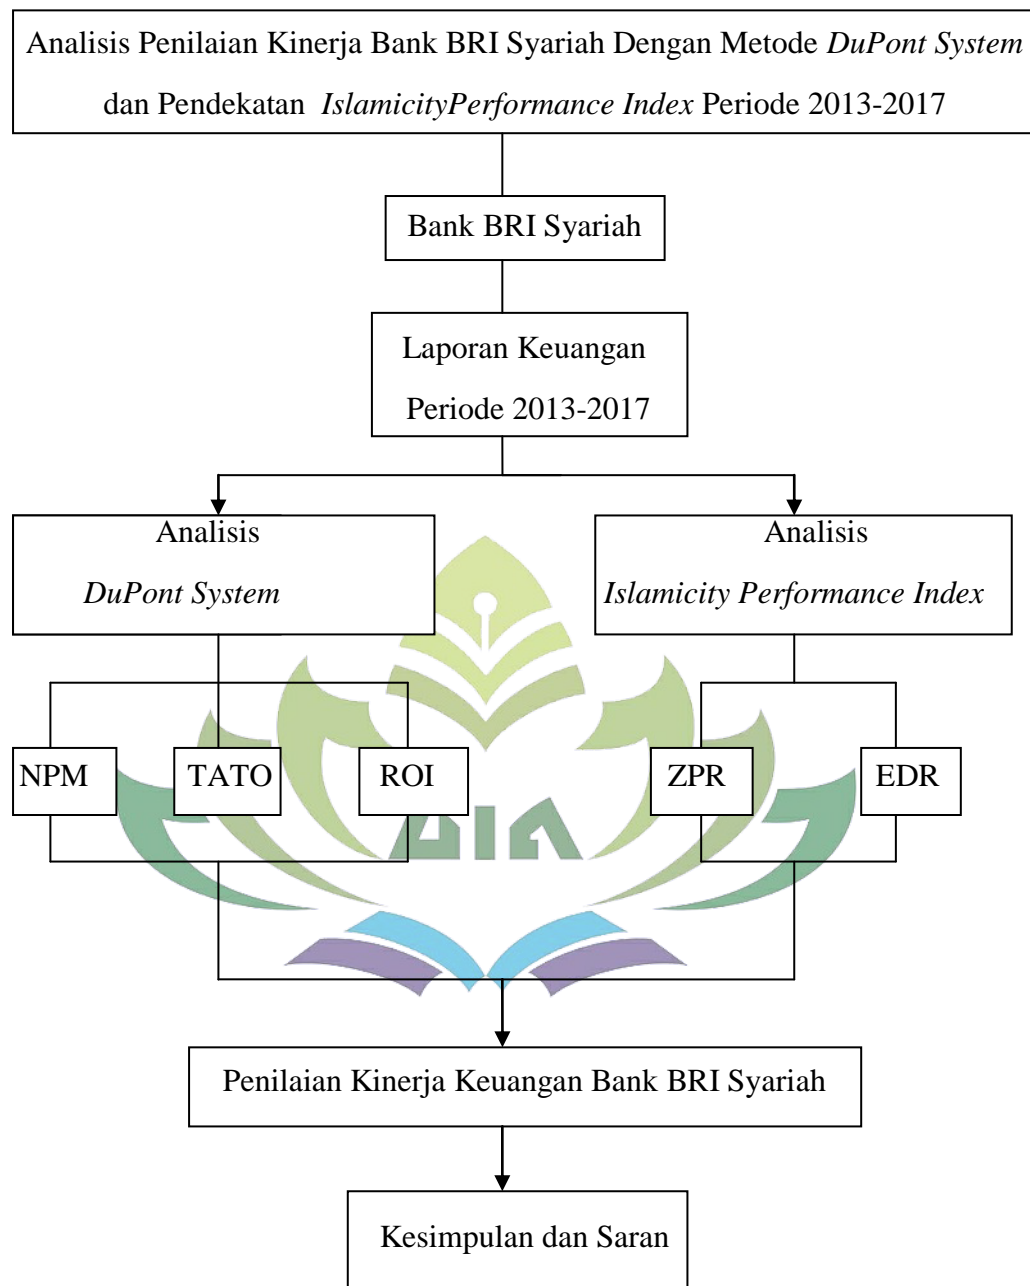 Analisis Penilaian Kinerja Bank BRI Syariah Dengan Metode DuPont System
dan Pendekatan IslamicityPerformance Index Periode 2013-2017
Bank BRI Syariah
Laporan Keuangan
Periode 2013-2017
Analisis
DuPont System
Analisis
Islamicity Performance Index
NPM
TATO
ROI
ZPR
EDR
Penilaian Kinerja Keuangan Bank BRI Syariah
Kesimpulan dan Saran